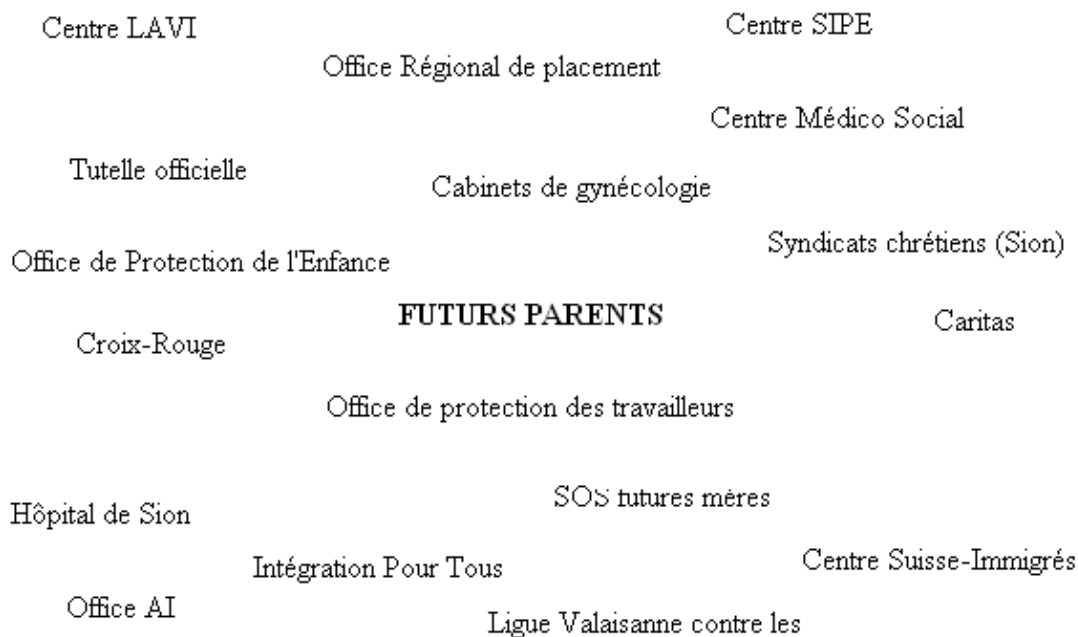 Centre LAVI
Centre SIPE
Office Régional de placement
Centre Médico Social
Tutelle officielle
Cabinets de gynécologie
Syndicats chrétiens (Sion)
Office de Protection de l'Enfance
FUTURS PARENTS
Caritas
Croix-Rouge
Office de protection des travailleurs
SOS futures mères
Hôpital de Sion
Centre Suisse-Immigrés
Intégration Pour Tous
Office AI
Ligue Valaisanne contre les